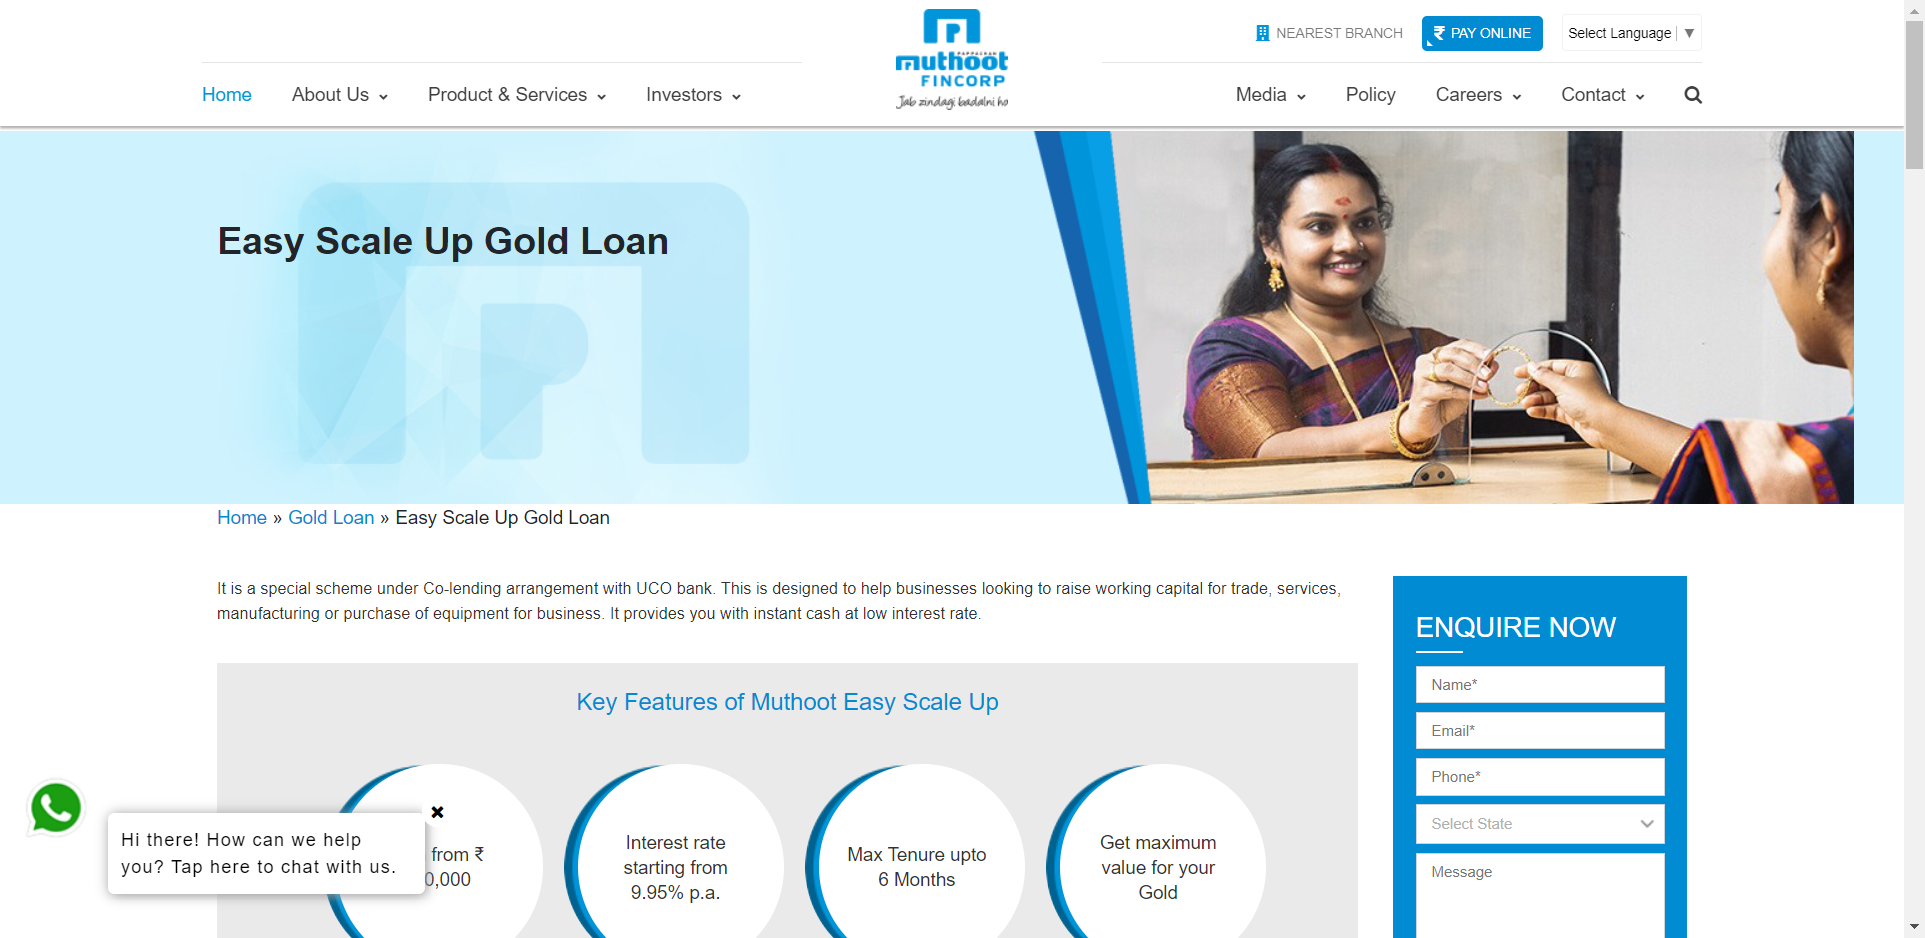 NEAREST BRANCH
PAY ONLINE
Select Language ▼
PAPPACHAN
muthoot
FINCORP
Jab zindagi badalni ho
Home
About Us
Product & Services
Investors
Media
Policy
Careers
Contact
Easy Scale Up Gold Loan
Home » Gold Loan » Easy Scale Up Gold Loan
It is a special scheme under Co-lending arrangement with UCO bank. This is designed to help businesses looking to raise working capital for trade, services,
manufacturing or purchase of equipment for business. It provides you with instant cash at low interest rate.
Key Features of Muthoot Easy Scale Up
from ₹
0,000
Interest rate
starting from
9.95% p.a.
Max Tenure upto
6 Months
Get maximum
value for your
Gold
Hi there! How can we help
you? Tap here to chat with us.
ENQUIRE NOW
Name*
Email*
Phone*
Select State
Message